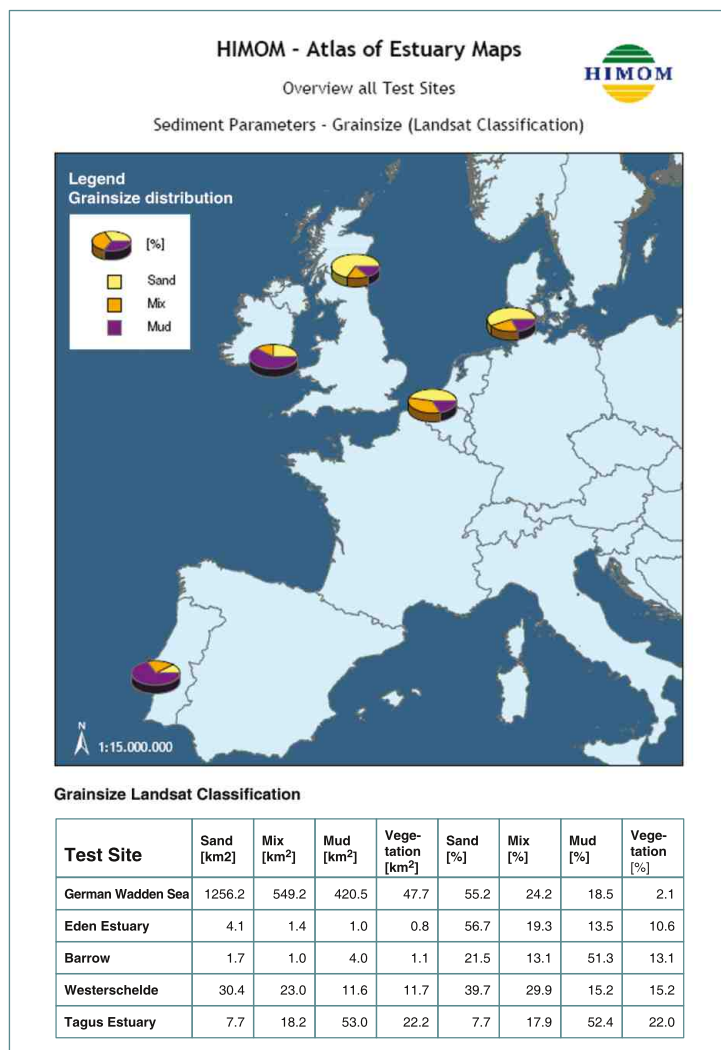 HIMOM - Atlas of Estuary Maps
Overview all Test Sites
HIMOM
Sediment Parameters - Grainsize (Landsat Classification)
Legend
Grainsize distribution
[%]
Sand
Mix
Mud
N
1:15.000.000
Grainsize Landsat Classification
Test Site Sand [km2] Mix [km²] Mud [km²] Vege-tation [km²] Sand [%] Mix [%] Mud [%] Vege-tation [%]
German Wadden Sea 1256.2 549.2 420.5 47.7 55.2 24.2 18.5 2.1
Eden Estuary 4.1 1.4 1.0 0.8 56.7 19.3 13.5 10.6
Barrow 1.7 1.0 4.0 1.1 21.5 13.1 51.3 13.1
Westerschelde 30.4 23.0 11.6 11.7 39.7 29.9 15.2 15.2
Tagus Estuary 7.7 18.2 53.0 22.2 7.7 17.9 52.4 22.0